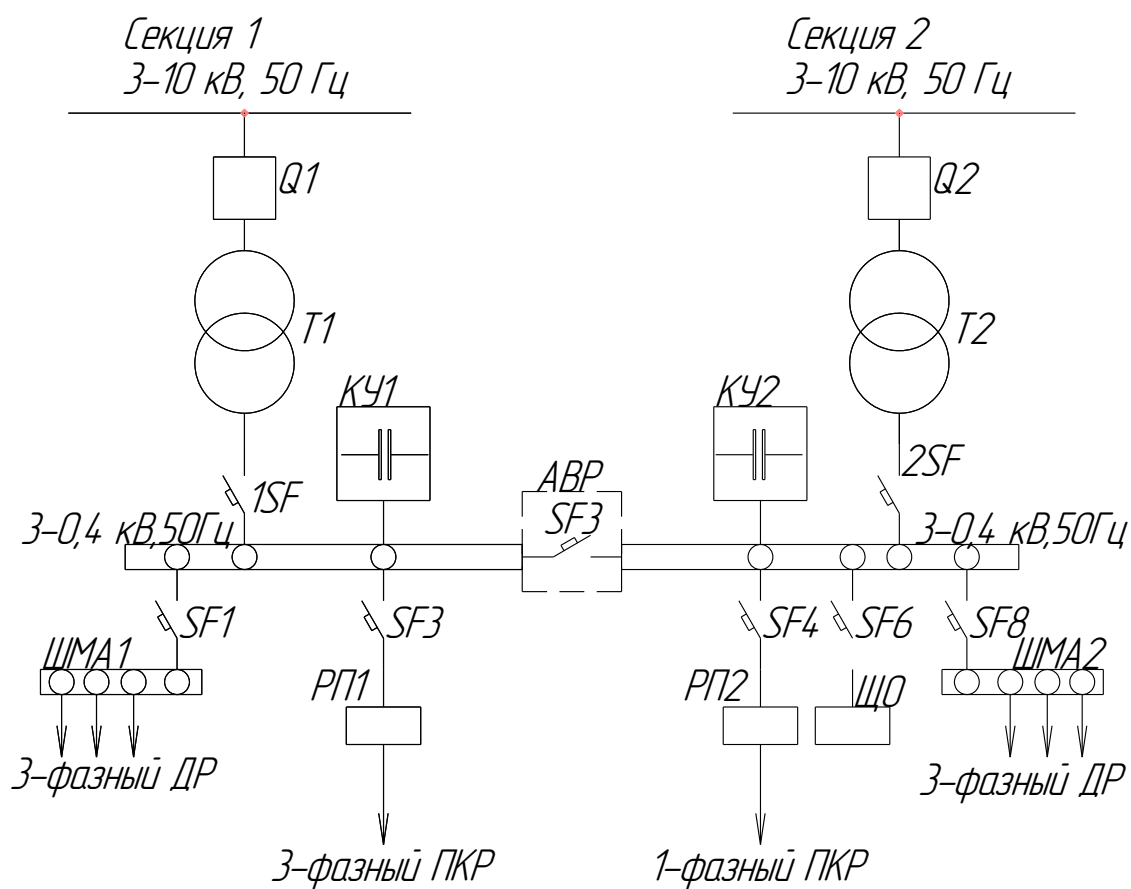 Секция 1
3-10 кВ, 50 Гц
Секция 2
3-10 кВ, 50 Гц
Q1
Q2
Т1
Т2
КУ1
КУ2
1SF
АВР
SF3
2SF
3-0,4 кВ,50Гц
3-0,4 кВ,50Гц
SF1
SF3
SF4
SF6
SF8
ШМА1
РП1
РП2
ЩО
ШМА2
3-фазный ДР
3-фазный ДР
3-фазный ПКР
1-фазный ПКР